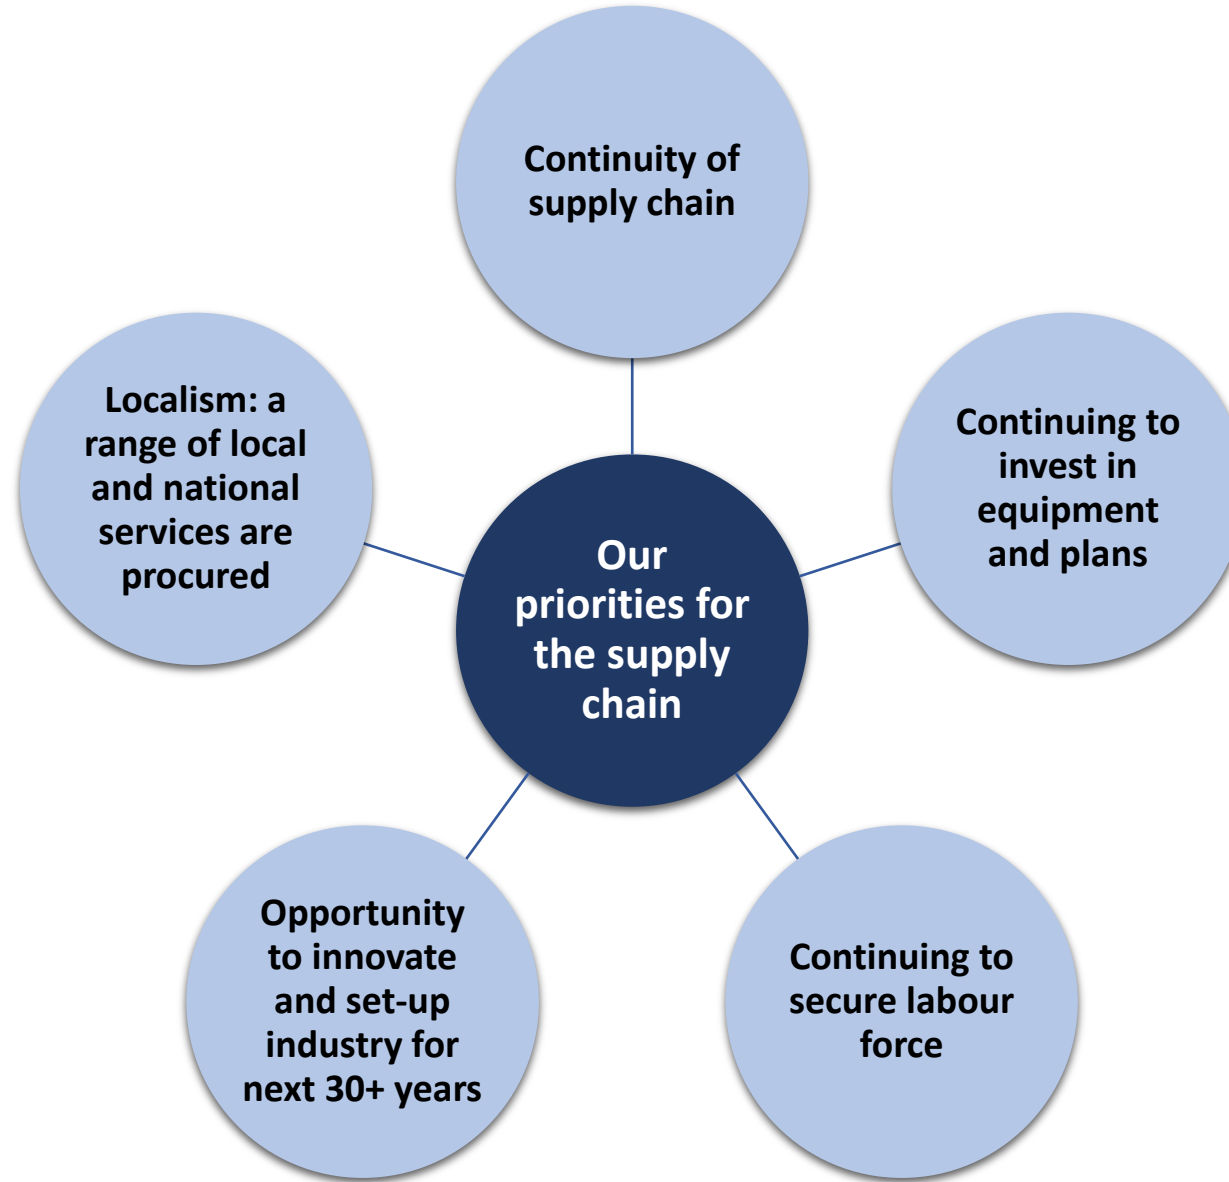 Continuity of
supply chain
Localism: a
range of local
and national
services are
procured
Continuing to
invest in
equipment
and plans
Our
priorities for
the supply
chain
Opportunity
to innovate
and set-up
industry for
next 30+ years
Continuing to
secure labour
force